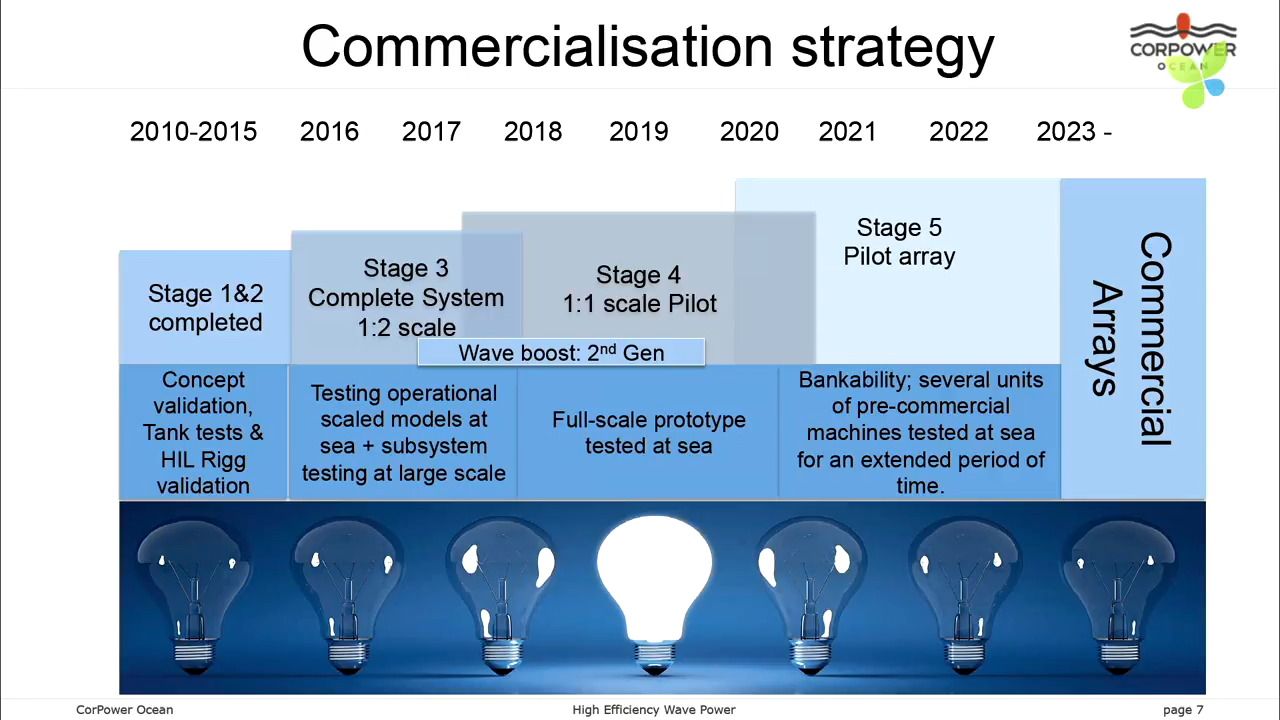 Commercialisation strategy
CORPOWER
OCEAN
2010-2015 2016 2017 2018 2019 2020 2021 2022 2023 -
Stage 1&2
completed
Stage 3
Complete System
1:2 scale
Stage 4
1:1 scale Pilot
Stage 5
Pilot array
Commercial
Arrays
Wave boost: 2nd Gen
Concept
validation,
Tank tests &
HIL Rigg
validation
Testing operational
scaled models at
sea + subsystem
testing at large scale
Full-scale prototype
tested at sea
Bankability; several units
of pre-commercial
machines tested at sea
for an extended period of
time.
CorPower Ocean High Efficiency Wave Power page 7